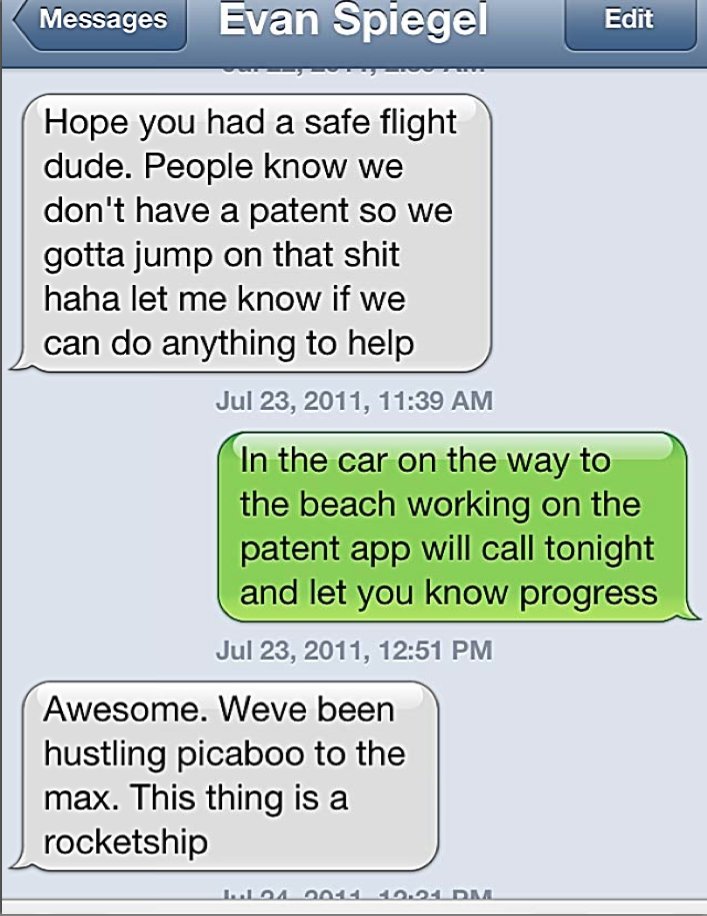 Messages
Evan Spiegel
Edit
Hope you had a safe flight
dude. People know we
don't have a patent so we
gotta jump on that shit
haha let me know if we
can do anything to help
Jul 23, 2011, 11:39 AM
In the car on the way to
the beach working on the
patent app will call tonight
and let you know progress
Jul 23, 2011, 12:51 PM
Awesome. Weve been
hustling picaboo to the
max. This thing is a
rocketship